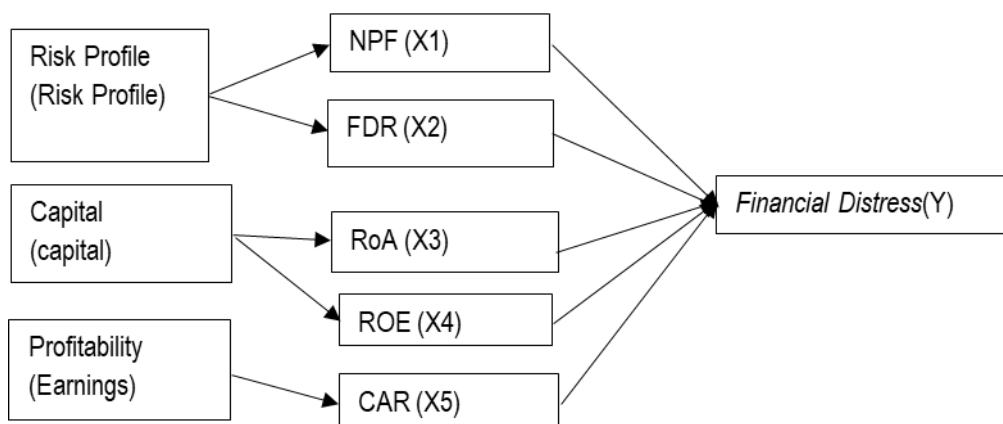 Risk Profile
(Risk Profile)
NPF (X1)
FDR (X2)
Capital
(capital)
RoA (X3)
ROE (X4)
Profitability
(Earnings)
CAR (X5)
Financial Distress(Y)